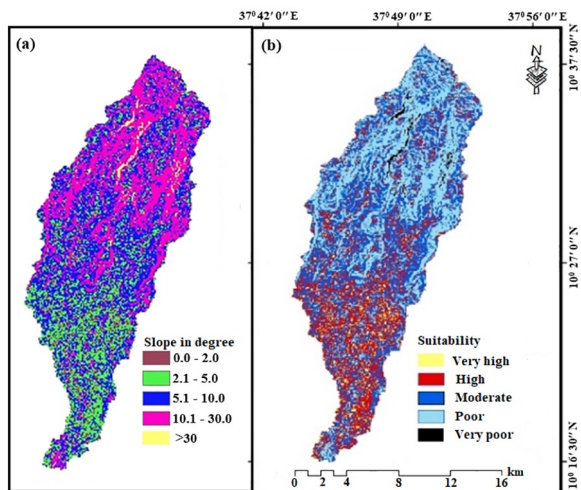 37⁰ 42′ 0′′ 37⁰ 49′ 0′′ 37⁰ 56′ 0′′
(a)
(b)
N
10⁰ 37′ 30′′
10⁰ 27′ 0′′
10⁰ 16′ 30′′
Slope in degree
0.0 - 2.0
2.1 - 5.0
5.1 - 10.0
10.1 - 30.0
>30
Suitability
Very high
High
Moderate
Poor
Very poor
km
0 2 4 8 12 16